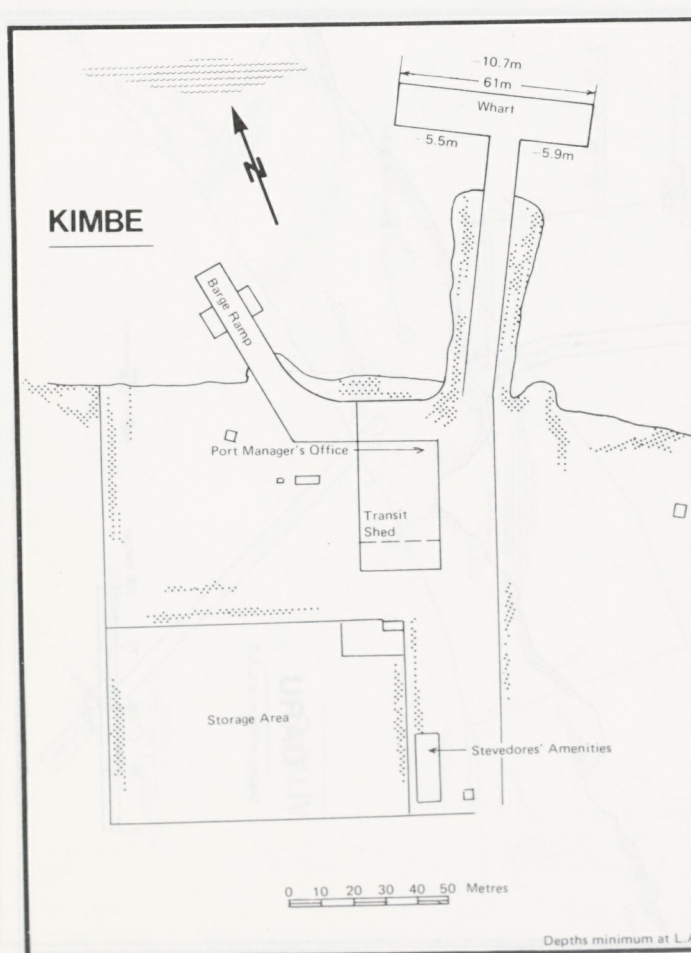 -10.7m
61m
Wharf
-5.5m
-5.9m
N
KIMBE
Barge Ramp
Port Manager's Office
Transit
Shed
Storage Area
Stevedores' Amenities
0 10 20 30 40 50 Metres
Depths minimum at L.A